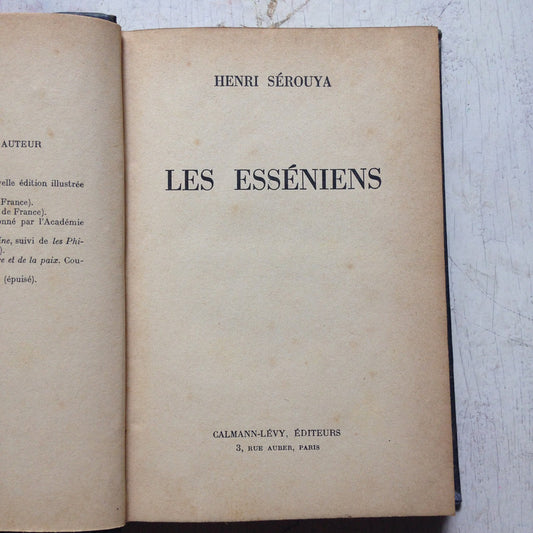 AUTEUR
elle édition illustrée
France).
de France).
onné par l'Académie
ine, suivi de les Phi-
).
e et de la paix. Cou-
(épuisé).
HENRI SÉROUYA
LES ESSÉNIENS
CALMANN-LÉVY, ÉDITEURS
3, RUE AUBER, PARIS